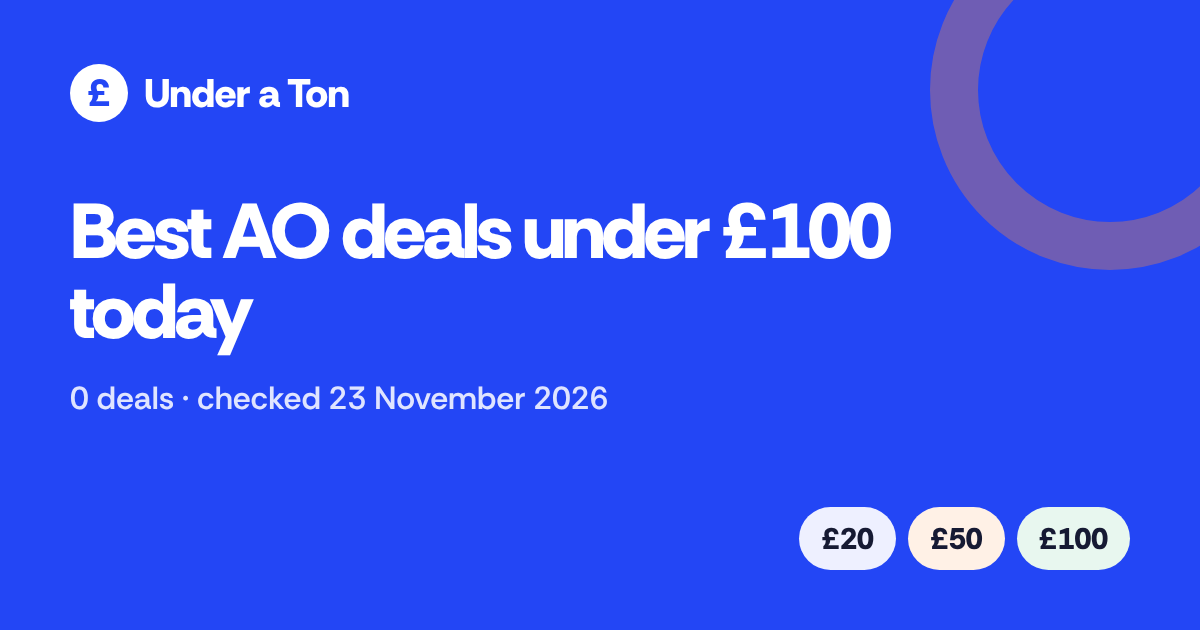 £ Under a Ton
Best AO deals under £100
today
0 deals · checked 23 November 2026
£20 £50 £100